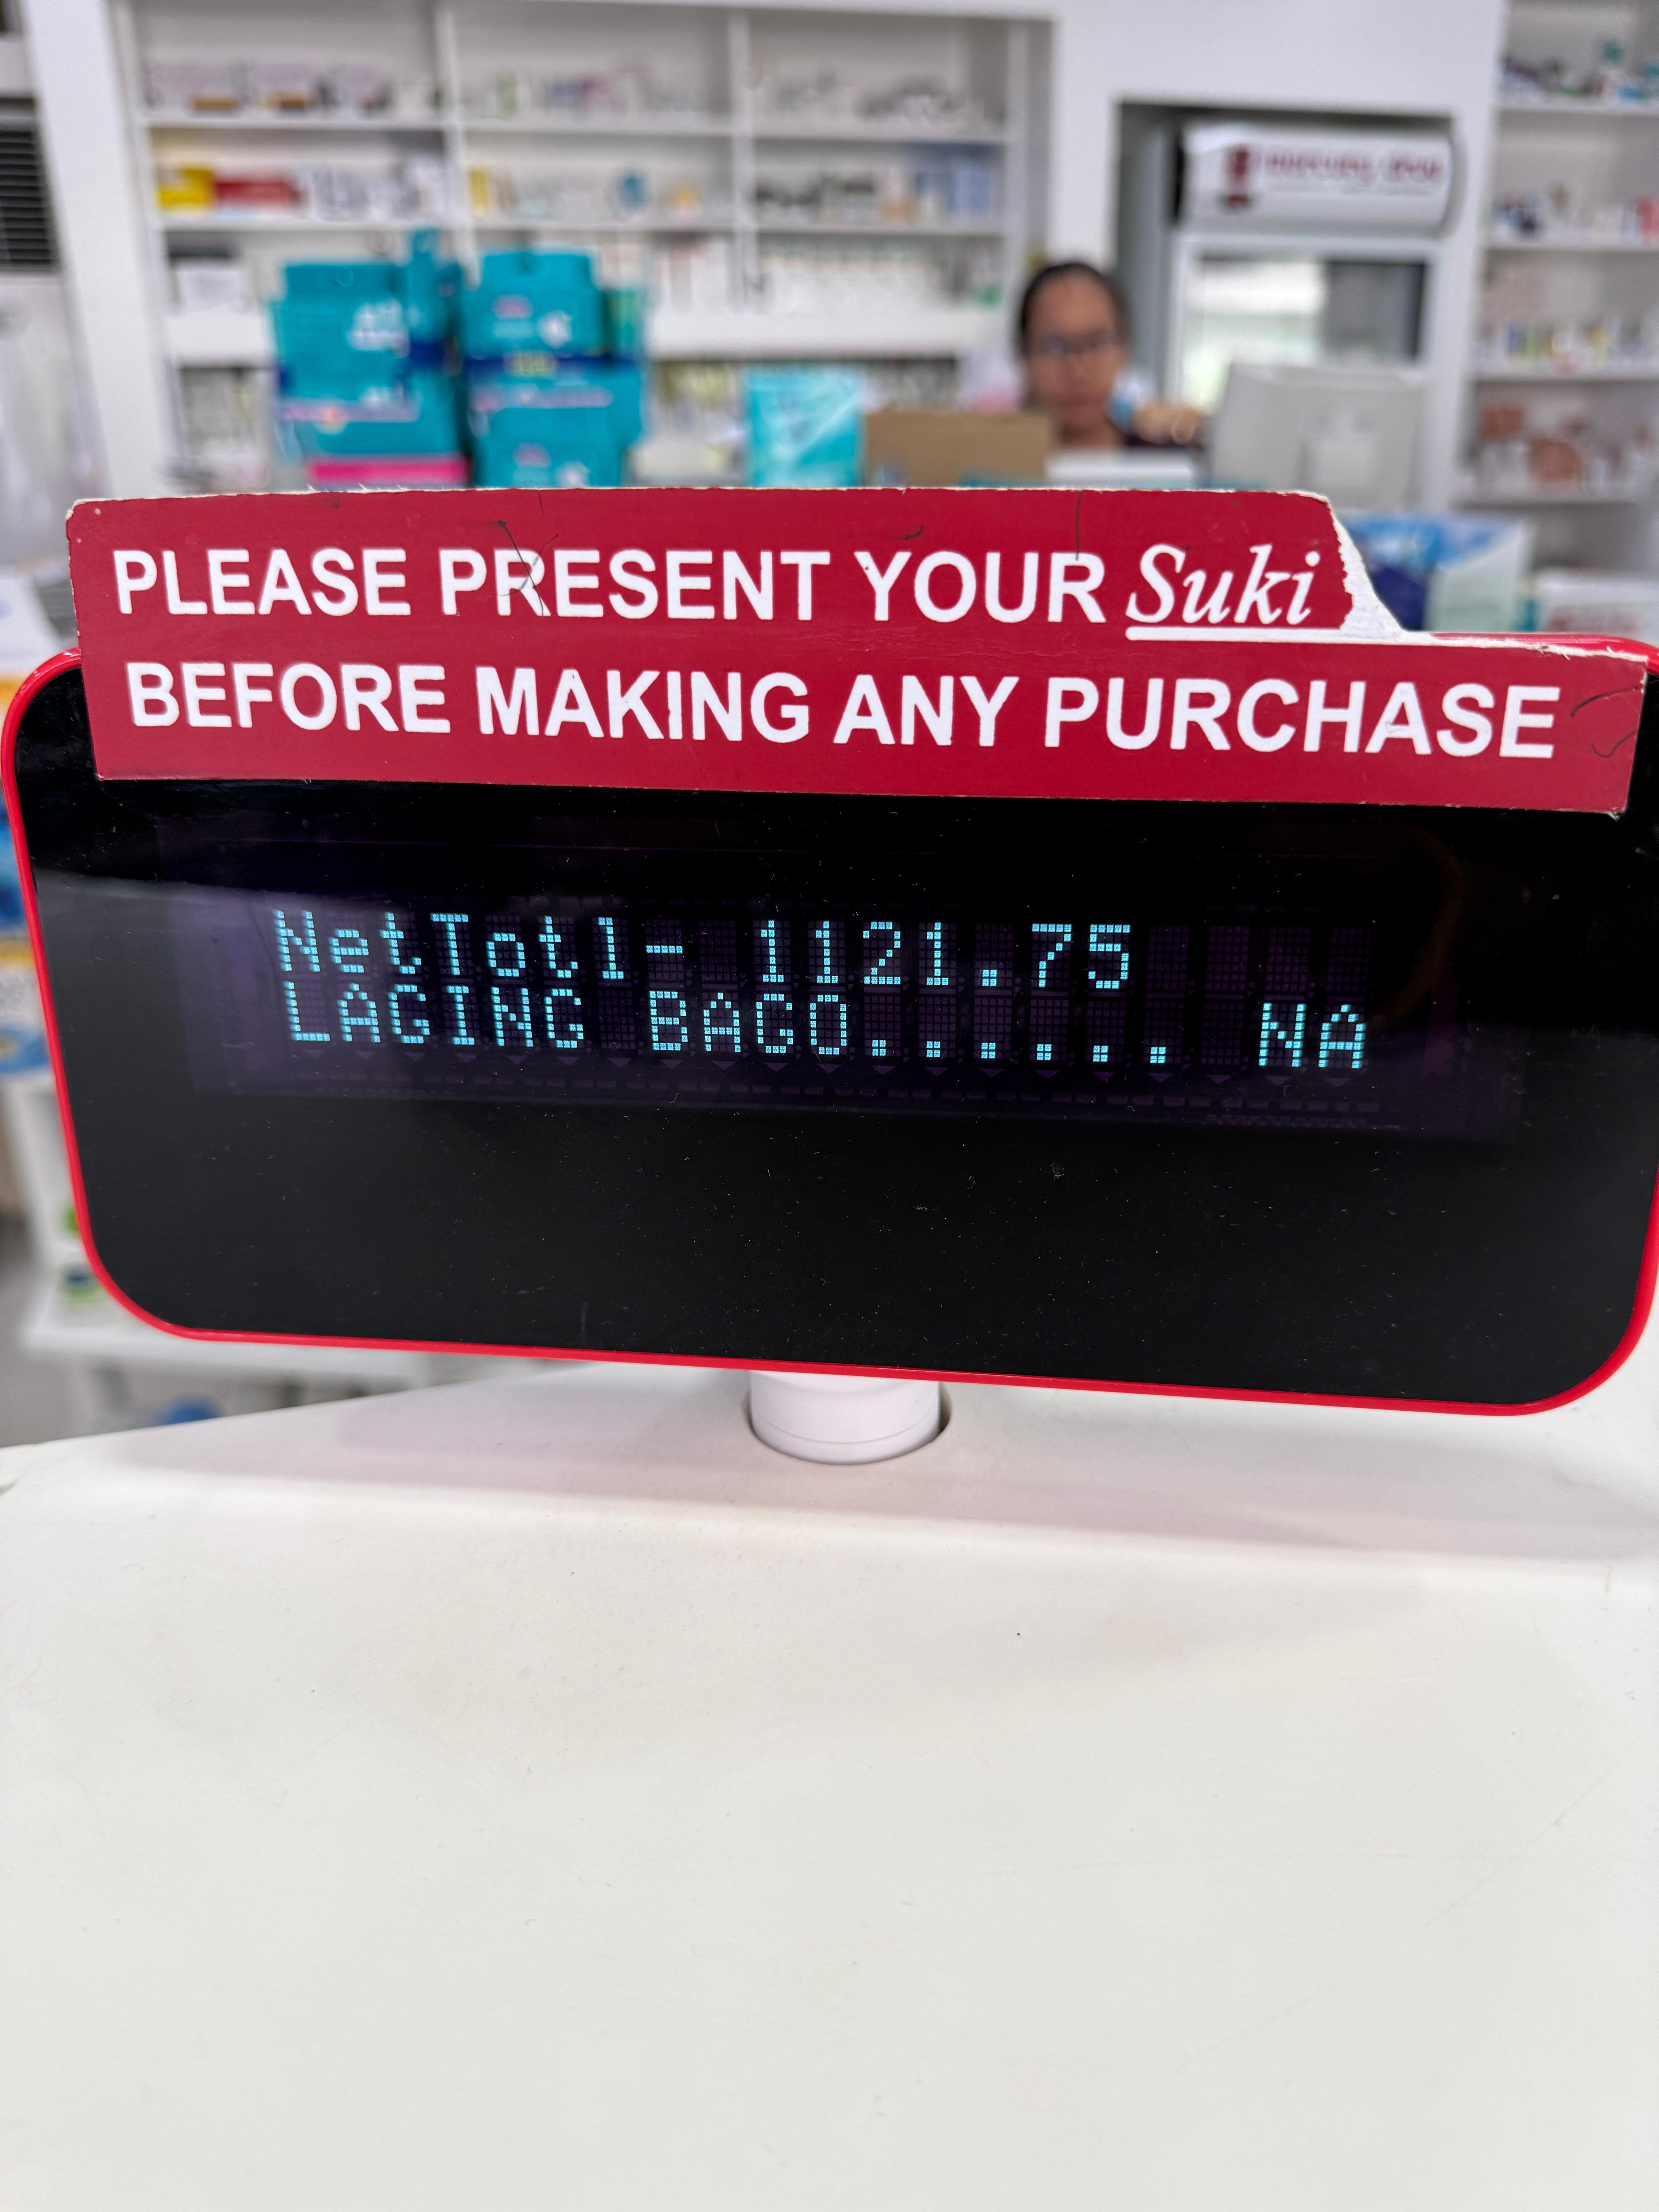 PLEASE PRESENT YOUR Suki
BEFORE MAKING ANY PURCHASE
NetTotl- 1121.75
LAGING BAGO...... NA